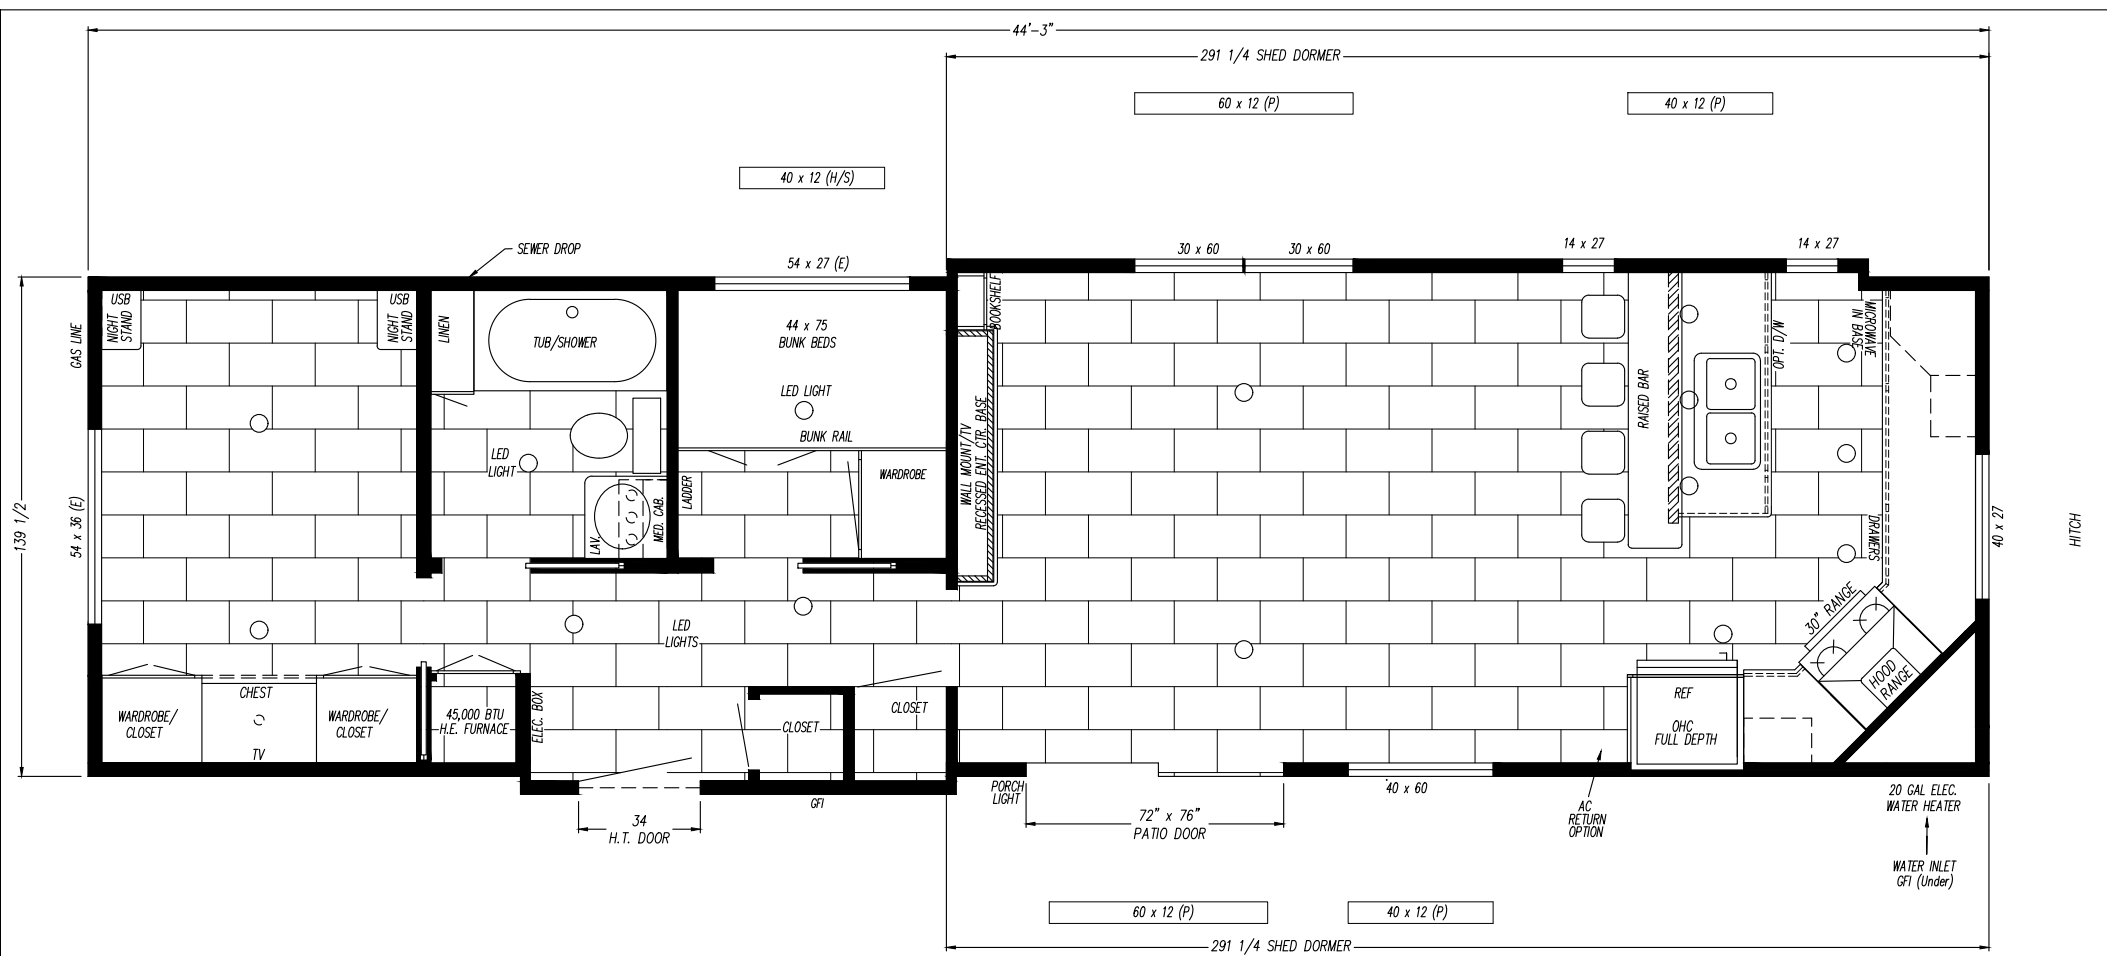 44'-3"
291 1/4 SHED DORMER
60 x 12 (P)
40 x 12 (P)
40 x 12 (H/S)
SEWER DROP
54 x 27 (E)
30 x 60
30 x 60
14 x 27
14 x 27
USB
NIGHT
STAND
USB
NIGHT
STAND
GAS LINE
LINEN
TUB/SHOWER
44 x 75
BUNK BEDS
LED LIGHT
BUNK RAIL
BOOKSHELF
WALL MOUNT/TV
RECESSED ENT. CTR. BASE
RAISED BAR
OPT. D/W
MICROWAVE
IN BASE
LED
LIGHT
LAV.
MED. CAB.
LADDER
WARDROBE
DRAWERS
139 1/2
54 x 36 (E)
40 x 27
HITCH
LED
LIGHTS
30" RANGE
HOOD
RANGE
WARDROBE/
CLOSET
CHEST
TV
WARDROBE/
CLOSET
45,000 BTU
H.E. FURNACE
ELEC. BOX
CLOSET
CLOSET
REF
OHC
FULL DEPTH
34
H.T. DOOR
GFI
PORCH
LIGHT
72" x 76"
PATIO DOOR
40 x 60
AC
RETURN
OPTION
20 GAL ELEC.
WATER HEATER
WATER INLET
GFI (Under)
60 x 12 (P)
40 x 12 (P)
291 1/4 SHED DORMER